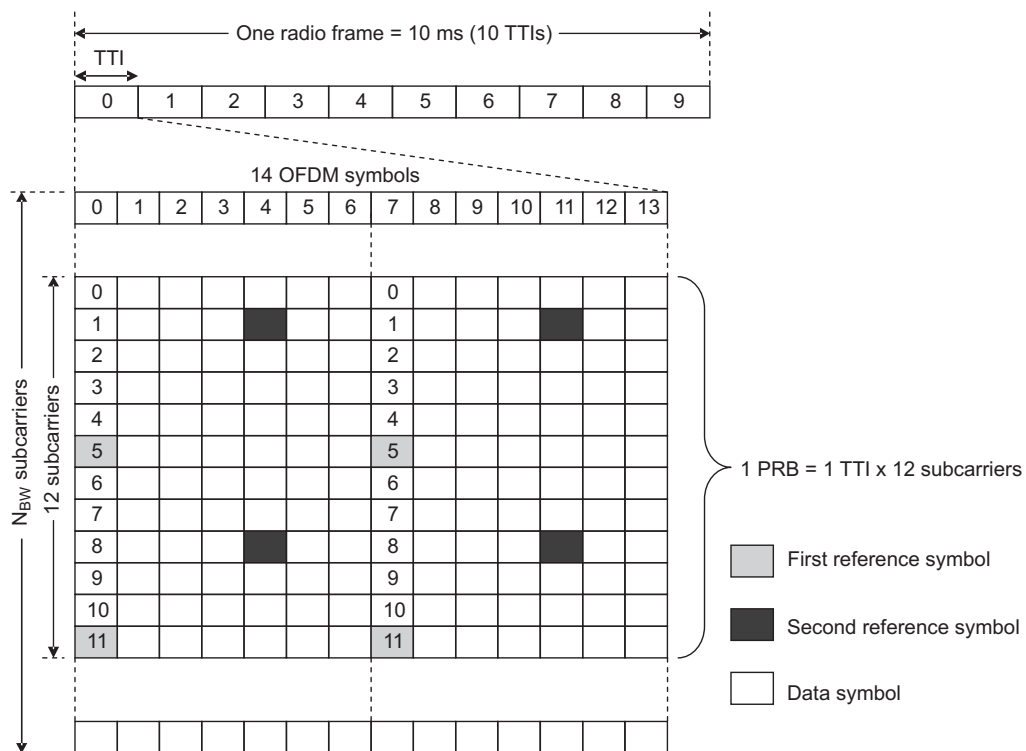 One radio frame = 10 ms (10 TTIs)
TTI
0 1 2 3 4 5 6 7 8 9
14 OFDM symbols
0 1 2 3 4 5 6 7 8 9 10 11 12 13
N_BW subcarriers
12 subcarriers
0 0
1 1
2 2
3 3
4 4
5 5
6 6
7 7
8 8
9 9
10 10
11 11
1 PRB = 1 TTI x 12 subcarriers
First reference symbol
Second reference symbol
Data symbol